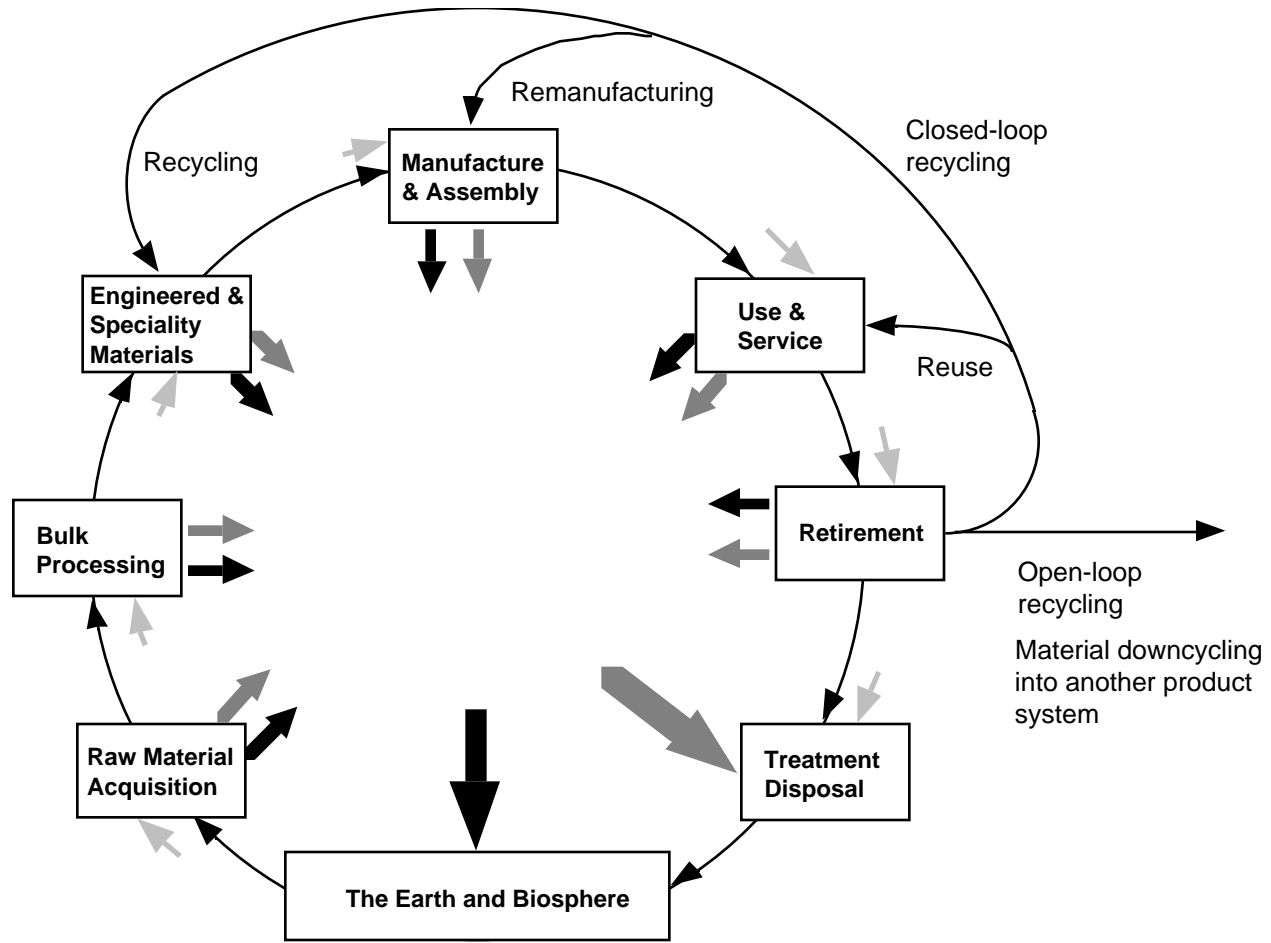 Remanufacturing
Closed-loop
recycling
Recycling
Manufacture
& Assembly
Engineered &
Speciality
Materials
Use &
Service
Reuse
Bulk
Processing
Retirement
Open-loop
recycling
Material downcycling
into another product
system
Raw Material
Acquisition
Treatment
Disposal
The Earth and Biosphere